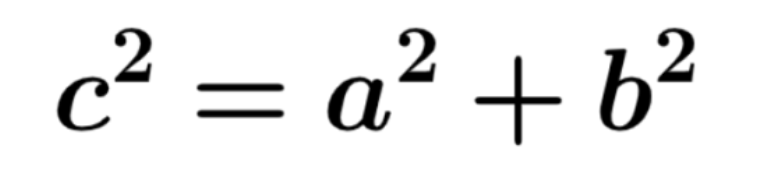 c² = a² + b²